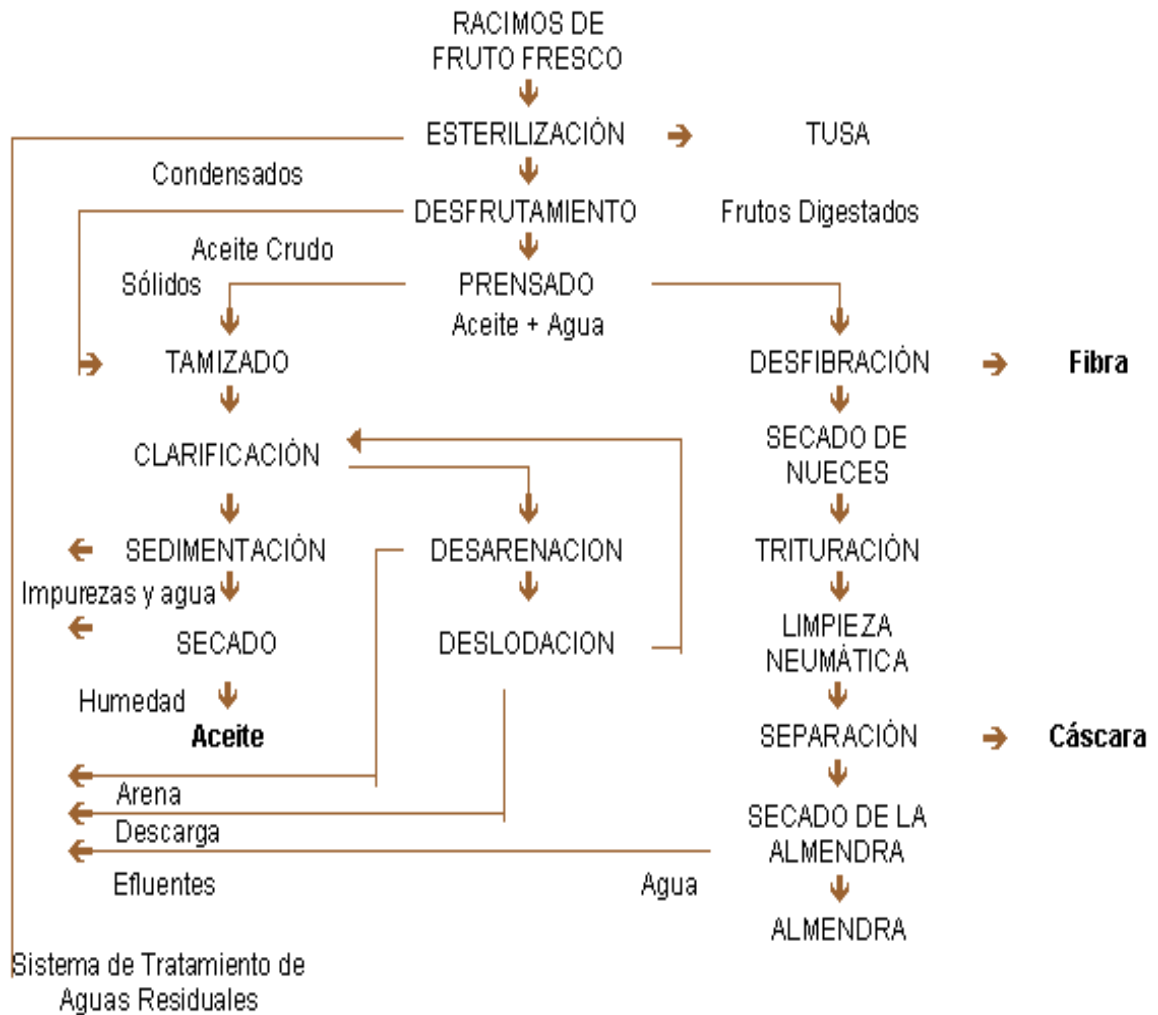 RACIMOS DE
FRUTO FRESCO
ESTERILIZACIÓN
TUSA
Condensados
DESFRUTAMIENTO
Frutos Digestados
Aceite Crudo
Sólidos
PRENSADO
Aceite + Agua
TAMIZADO
DESFIBRACIÓN
Fibra
CLARIFICACIÓN
SECADO DE
NUECES
SEDIMENTACIÓN
DESARENACION
TRITURACIÓN
Impurezas y agua
SECADO
DESLODACION
LIMPIEZA
NEUMÁTICA
Humedad
Aceite
SEPARACIÓN
Cáscara
Arena
Descarga
SECADO DE LA
ALMENDRA
Efluentes
Agua
ALMENDRA
Sistema de Tratamiento de
Aguas Residuales